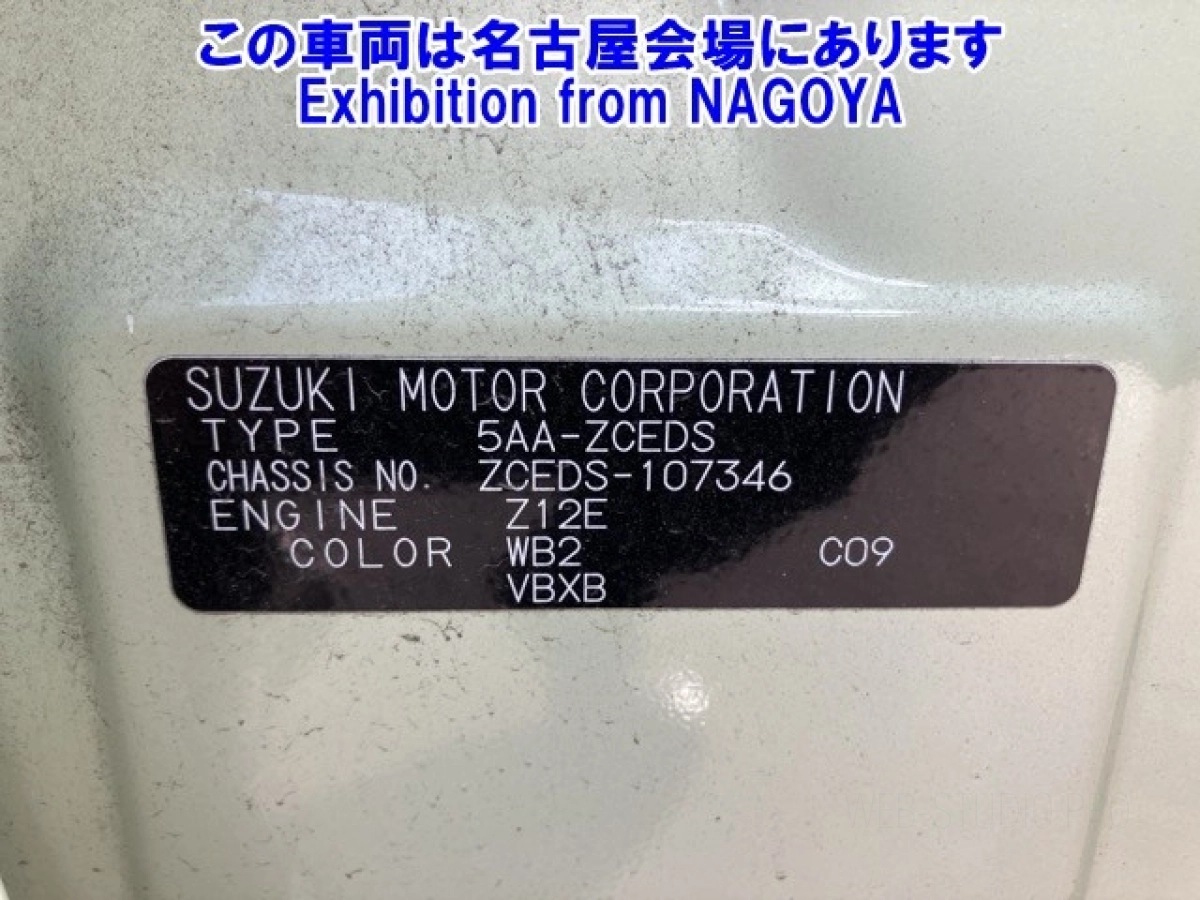 この車両は名古屋会場にあります
Exhibition from NAGOYA
SUZUKI MOTOR CORPORATION
TYPE 5AA-ZCEDS
CHASSIS NO. ZCEDS-107346
ENGINE Z12E
COLOR WB2 C09
VBXB